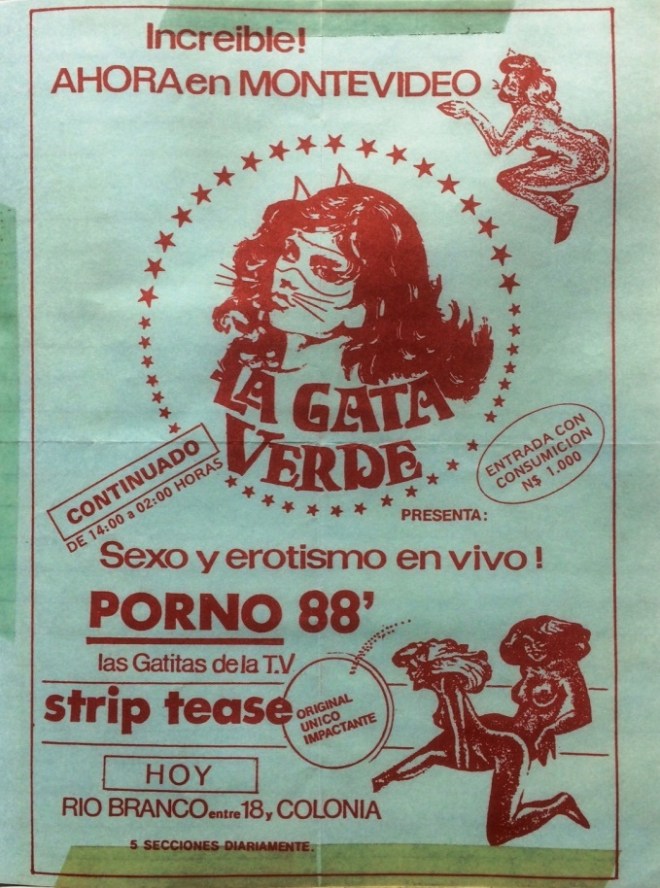 Increible!
AHORA en MONTEVIDEO
LA GATA
VERDE
CONTINUADO
DE 14:00 a 02:00 HORAS
ENTRADA CON
CONSUMICION
N$ 1.000
PRESENTA:
Sexo y erotismo en vivo!
PORNO 88'
las Gatitas de la T.V
strip tease
ORIGINAL
UNICO
IMPACTANTE
HOY
RIO BRANCO entre 18 y COLONIA
5 SECCIONES DIARIAMENTE.